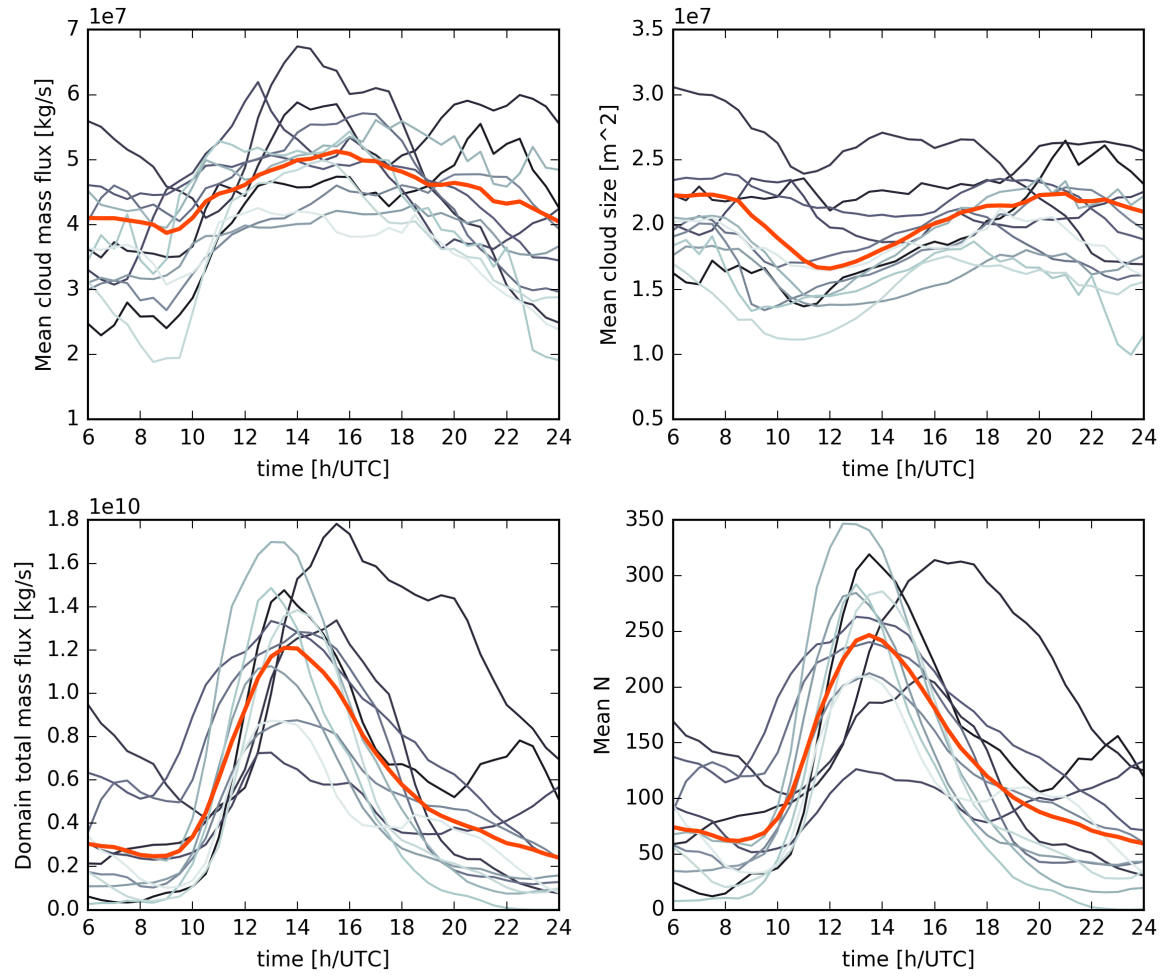 1e7
Mean cloud mass flux [kg/s]
7
6
5
4
3
2
1
6 8 10 12 14 16 18 20 22 24
time [h/UTC]
1e7
Mean cloud size [m^2]
3.5
3.0
2.5
2.0
1.5
1.0
0.5
6 8 10 12 14 16 18 20 22 24
time [h/UTC]
1e10
Domain total mass flux [kg/s]
1.8
1.6
1.4
1.2
1.0
0.8
0.6
0.4
0.2
0.0
6 8 10 12 14 16 18 20 22 24
time [h/UTC]
Mean N
350
300
250
200
150
100
50
0
6 8 10 12 14 16 18 20 22 24
time [h/UTC]